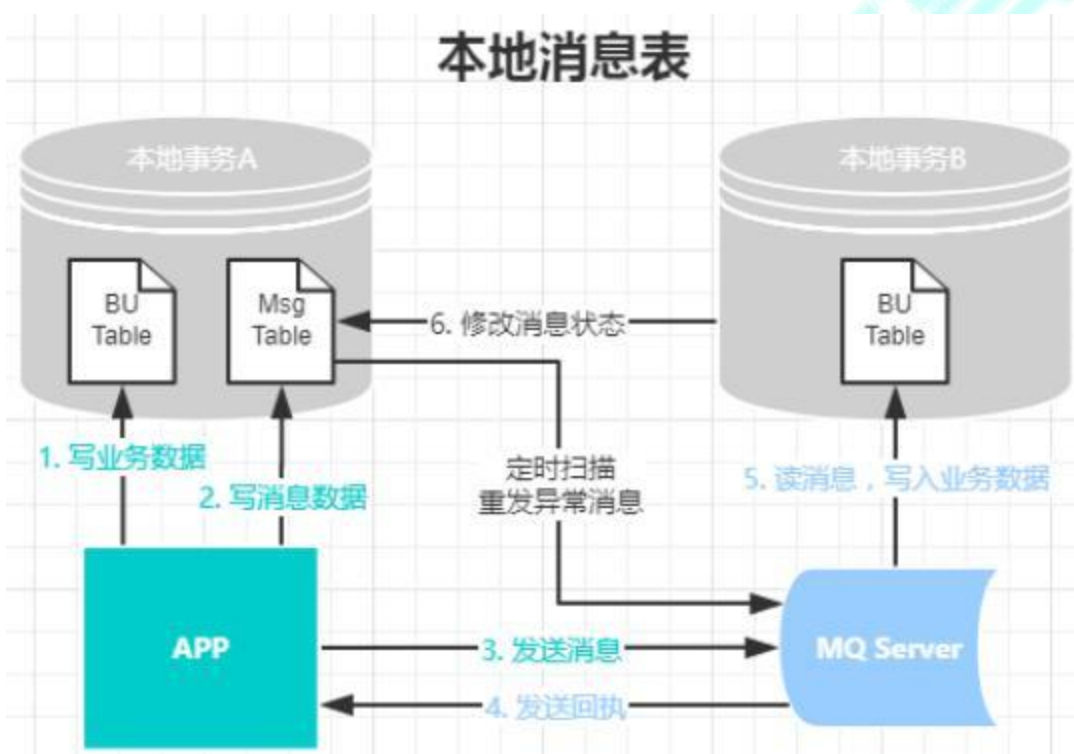 本地消息表
本地事务A
本地事务B
BU
Table
Msg
Table
BU
Table
6. 修改消息状态
1. 写业务数据
2. 写消息数据
定时扫描
重发异常消息
5. 读消息，写入业务数据
APP
3. 发送消息
4. 发送回执
MQ Server